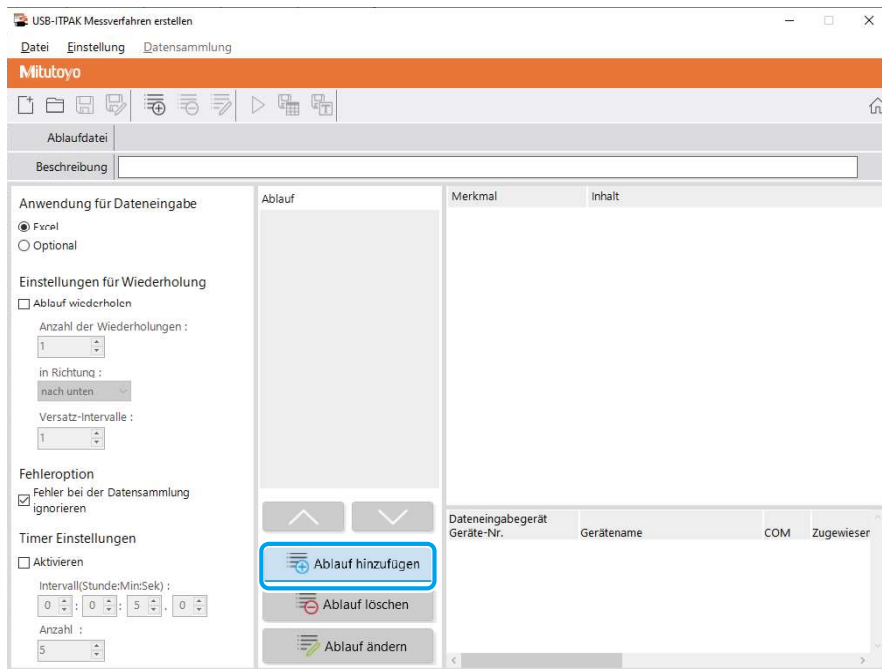 USB-ITPAK Messverfahren erstellen
Datei Einstellung Datensammlung
Mitutoyo
Ablaufdatei
Beschreibung
Anwendung für Dateneingabe
Excel
Optional
Einstellungen für Wiederholung
Ablauf wiederholen
Anzahl der Wiederholungen :
1
in Richtung :
nach unten
Versatz-Intervalle :
1
Fehleroption
Fehler bei der Datensammlung
ignorieren
Timer Einstellungen
Aktivieren
Intervall(Stunde:Min:Sek) :
0 : 0 : 5 . 0
Anzahl :
5
Ablauf
Ablauf hinzufügen
Ablauf löschen
Ablauf ändern
Merkmal Inhalt
Dateneingabegerät
Geräte-Nr. Gerätename COM Zugewieser